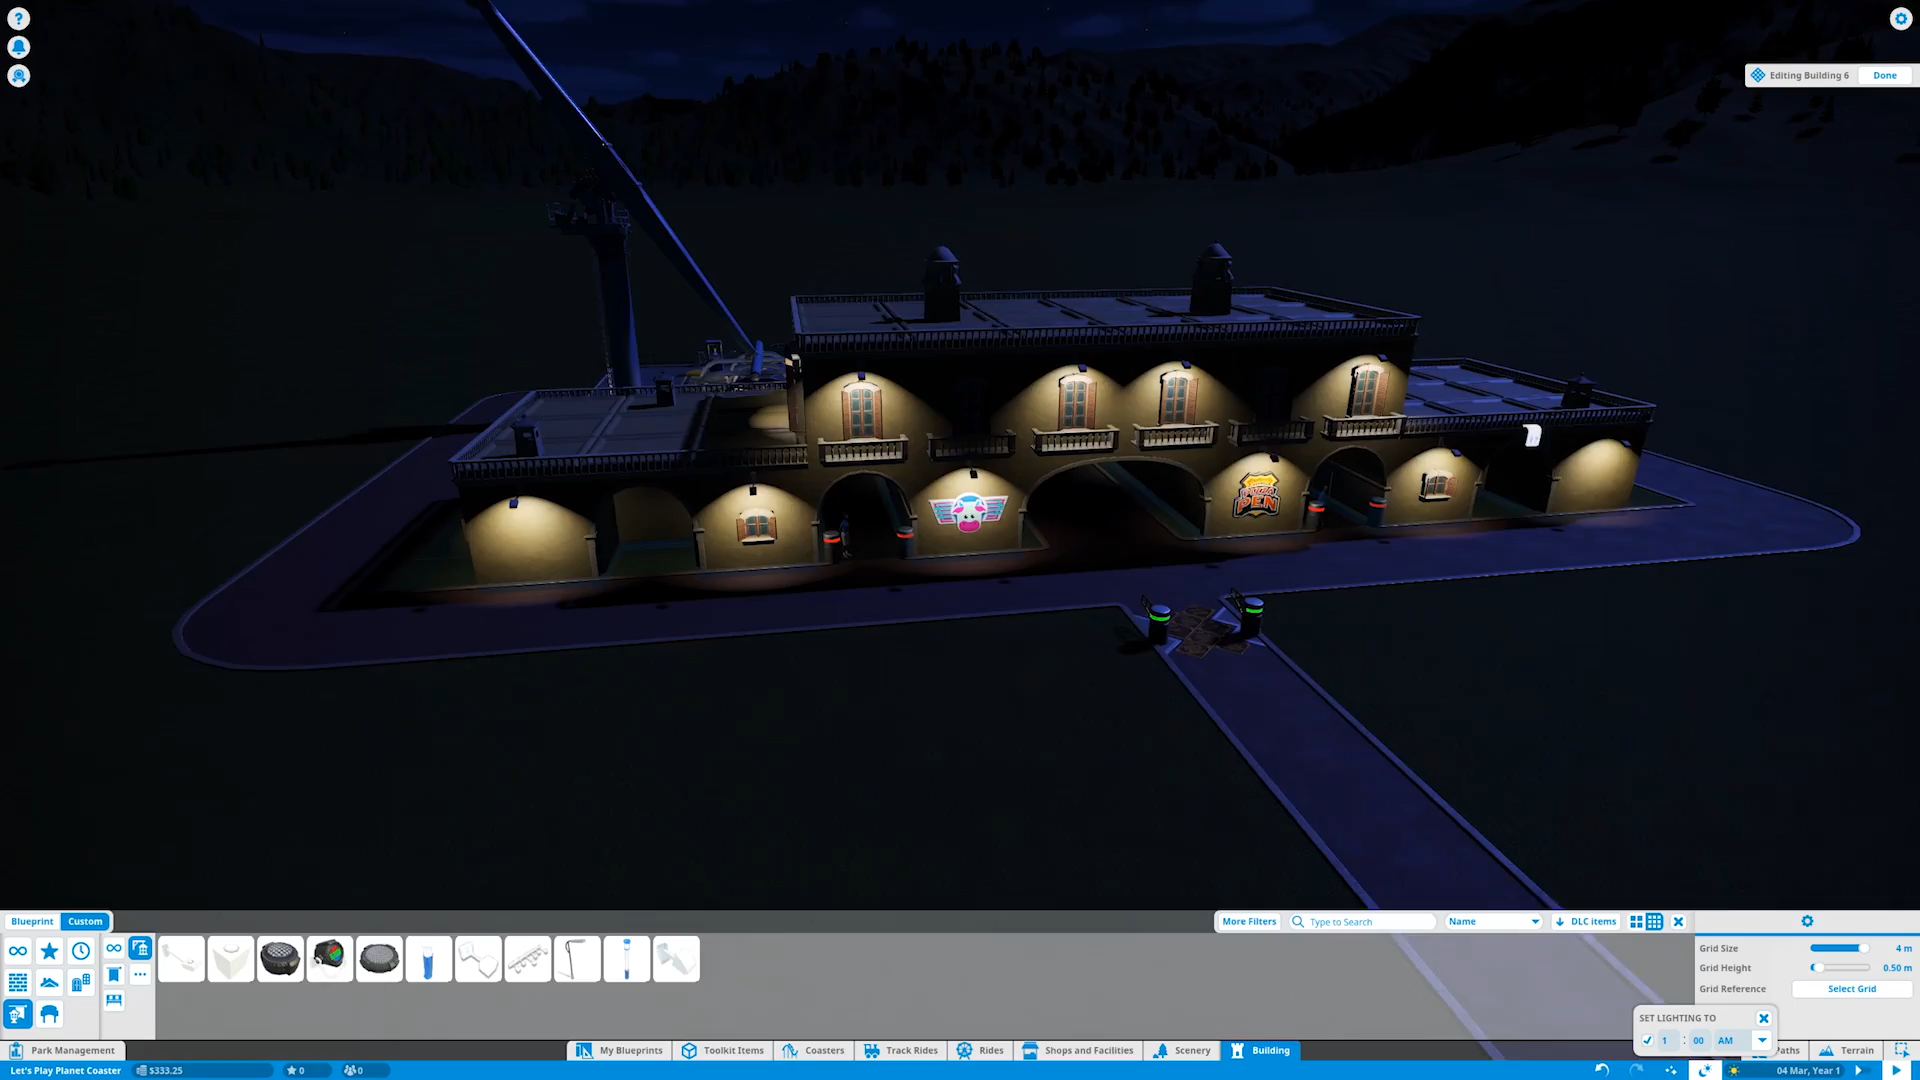 ?
Editing Building 6
Done
PEN
Blueprint
Custom
More Filters
Type to Search
Name
DLC items
Grid Size
4 m
Grid Height
0.50 m
Grid Reference
Select Grid
SET LIGHTING TO
1 : 00 AM
Park Management
My Blueprints
Toolkit Items
Coasters
Track Rides
Rides
Shops and Facilities
Scenery
Building
Paths
Terrain
Let's Play Planet Coaster
$333.25
0
0
04 Mar, Year 1